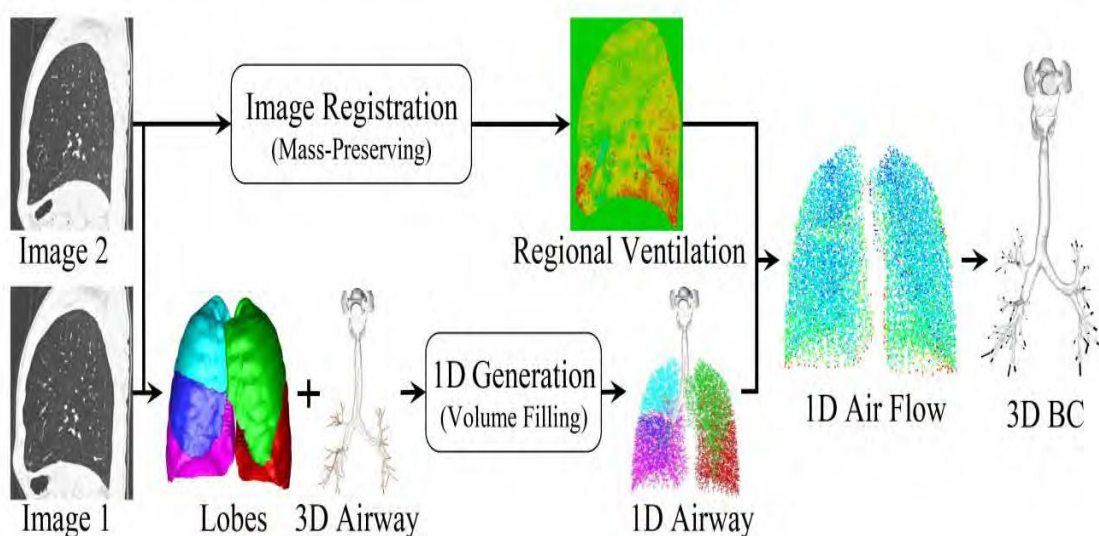 Image Registration
(Mass-Preserving)
Image 2
Regional Ventilation
1D Generation
(Volume Filling)
1D Air Flow
3D BC
Image 1
Lobes
+
3D Airway
1D Airway